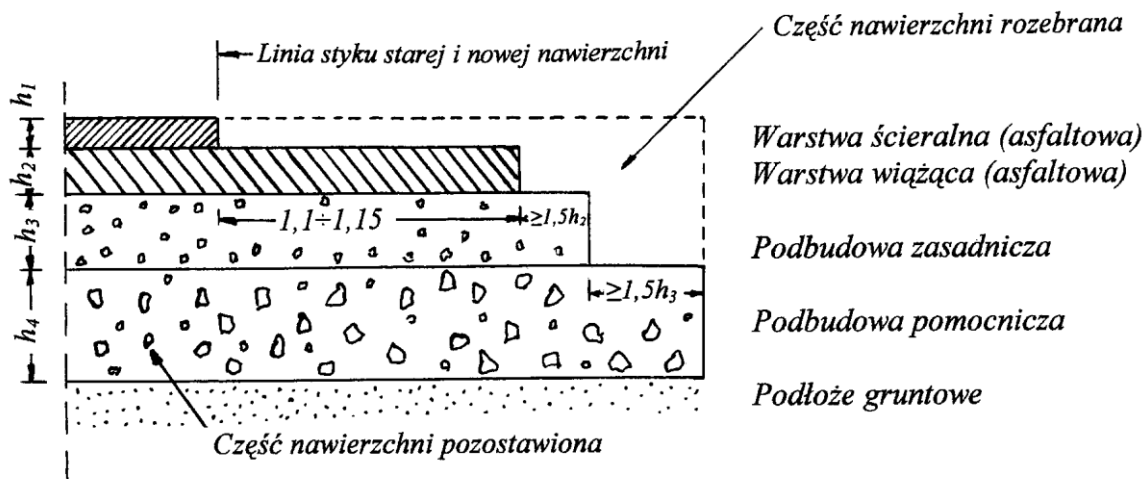 Część nawierzchni rozebrana
Linia styku starej i nowej nawierzchni
h₁
Warstwa ścieralna (asfaltowa)
h₂
Warstwa wiążąca (asfaltowa)
h₃
1,1÷1,15
≥1,5h₂
Podbudowa zasadnicza
≥1,5h₃
h₄
Podbudowa pomocnicza
Podłoże gruntowe
Część nawierzchni pozostawiona